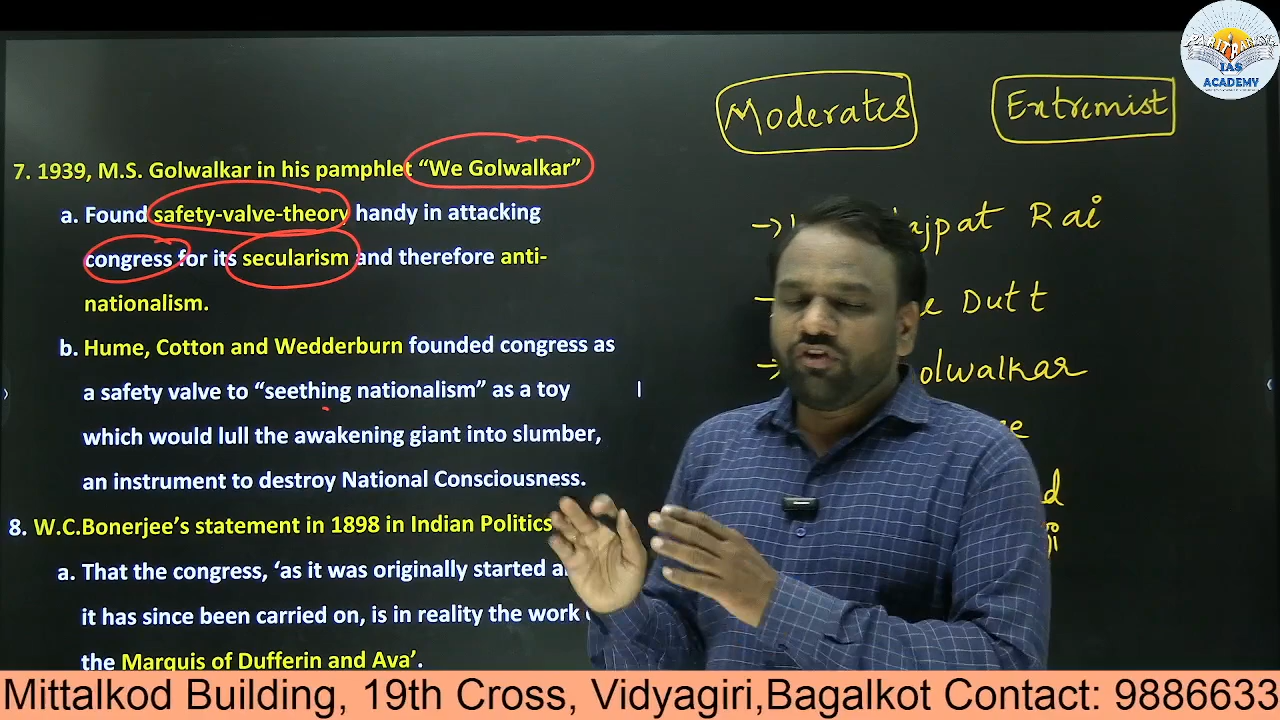 7. 1939, M.S. Golwalkar in his pamphlet “We Golwalkar”
a. Found safety-valve-theory handy in attacking
congress for its secularism and therefore anti-
nationalism.
b. Hume, Cotton and Wedderburn founded congress as
a safety valve to “seething nationalism” as a toy
which would lull the awakening giant into slumber,
an instrument to destroy National Consciousness.
8. W.C.Bonerjee’s statement in 1898 in Indian Politics
a. That the congress, ‘as it was originally started
it has since been carried on, is in reality the work
the Marquis of Dufferin and Ava’.
Moderates
Extremist
Rai
Dutt
IAS
ACADEMY
Mittalkod Building, 19th Cross, Vidyagiri,Bagalkot Contact: 9886633